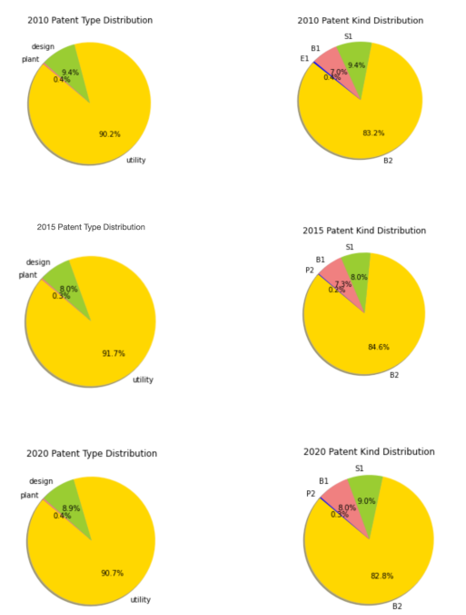 2010 Patent Type Distribution
design
plant
9.4%
0.4%
90.2%
utility
2010 Patent Kind Distribution
S1
B1
E1
9.4%
7.0%
0.4%
83.2%
B2
2015 Patent Type Distribution
design
plant
8.0%
0.3%
91.7%
utility
2015 Patent Kind Distribution
S1
B1
P2
8.0%
7.3%
0.2%
84.6%
B2
2020 Patent Type Distribution
design
plant
8.9%
0.4%
90.7%
utility
2020 Patent Kind Distribution
S1
B1
P2
9.0%
8.0%
0.3%
82.8%
B2